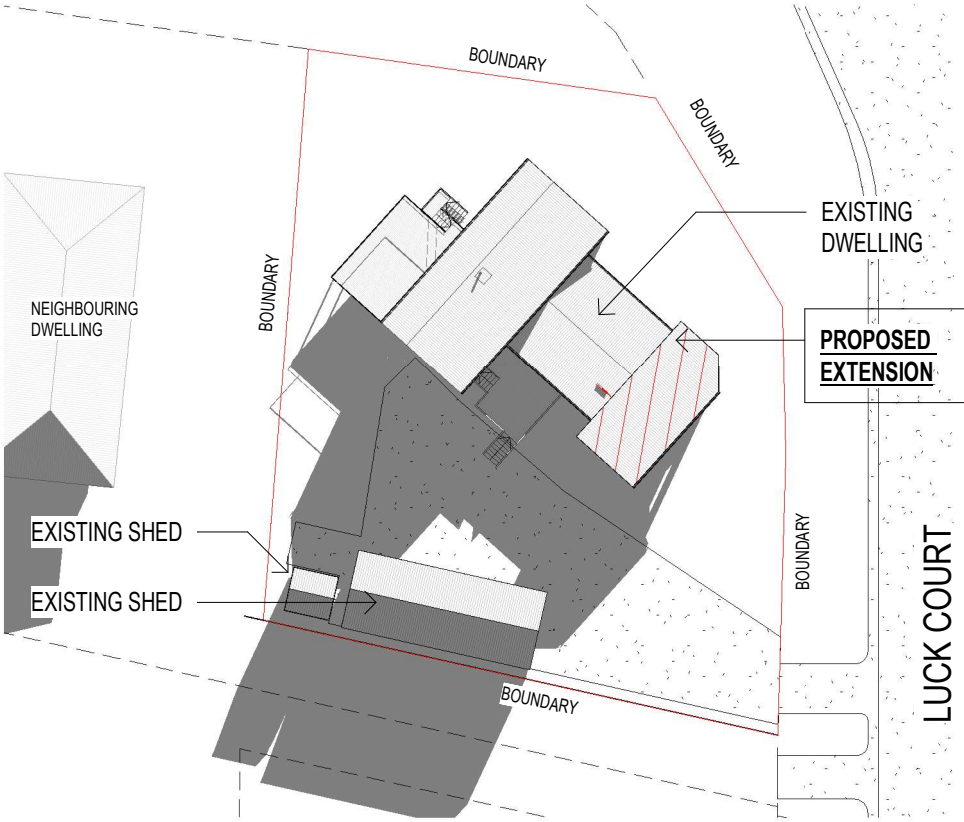 BOUNDARY
BOUNDARY
EXISTING
DWELLING
BOUNDARY
NEIGHBOURING
DWELLING
PROPOSED
EXTENSION
EXISTING SHED
EXISTING SHED
BOUNDARY
LUCK COURT
BOUNDARY